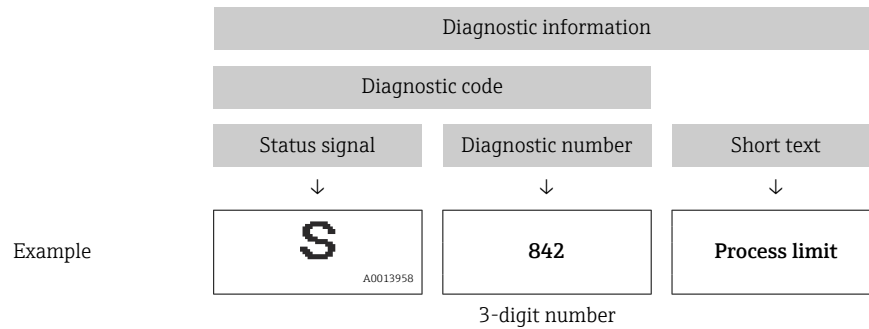 Diagnostic information
Diagnostic code
Status signal Diagnostic number Short text
↓ ↓ ↓
Example S 842 Process limit
A0013958
3-digit number